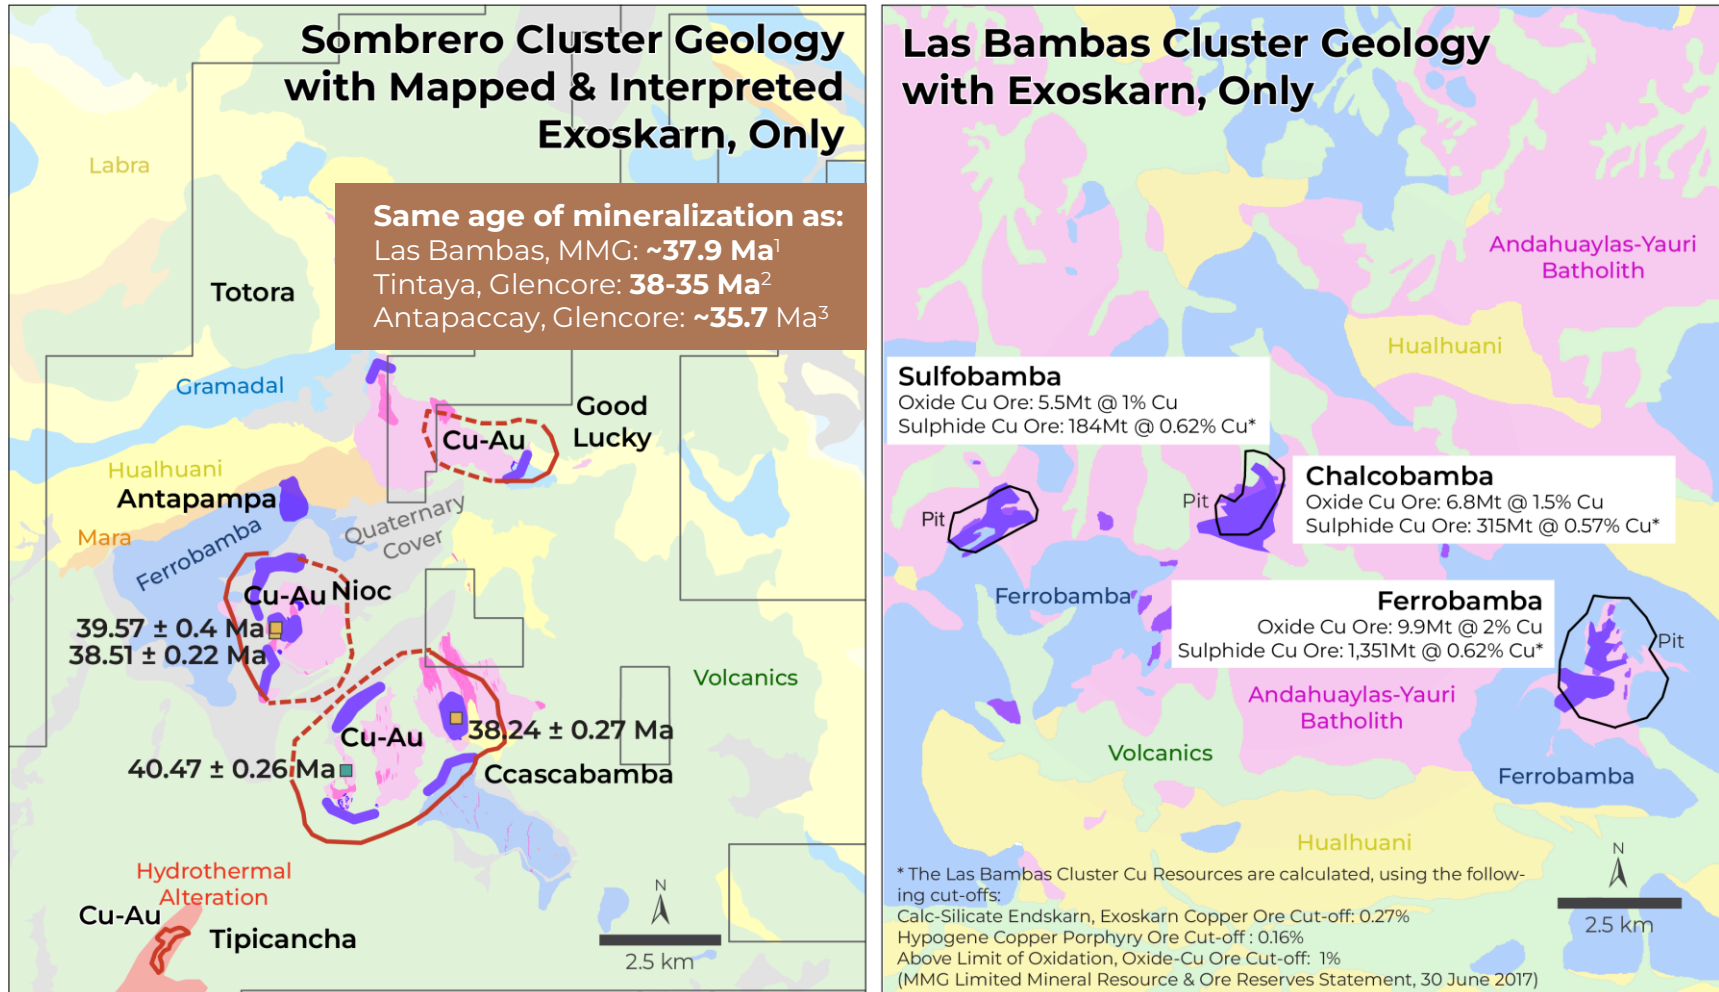 Sombrero Cluster Geology
with Mapped & Interpreted
Exoskarn, Only
Labra
Same age of mineralization as:
Las Bambas, MMG: ~37.9 Ma¹
Tintaya, Glencore: 38-35 Ma²
Antapaccay, Glencore: ~35.7 Ma³
Totora
Gramadal
Good
Lucky
Cu-Au
Hualhuani
Antapampa
Quaternary
Cover
Mara
Ferrobamba
Cu-Au
Nioc
39.57 ± 0.4 Ma
38.51 ± 0.22 Ma
Volcanics
Cu-Au
38.24 ± 0.27 Ma
40.47 ± 0.26 Ma
Ccascabamba
Hydrothermal
Alteration
Cu-Au
Tipicancha
N
2.5 km
Las Bambas Cluster Geology
with Exoskarn, Only
Andahuaylas-Yauri
Batholith
Hualhuani
Sulfobamba
Oxide Cu Ore: 5.5Mt @ 1% Cu
Sulphide Cu Ore: 184Mt @ 0.62% Cu*
Chalcobamba
Oxide Cu Ore: 6.8Mt @ 1.5% Cu
Sulphide Cu Ore: 315Mt @ 0.57% Cu*
Pit
Pit
Ferrobamba
Ferrobamba
Oxide Cu Ore: 9.9Mt @ 2% Cu
Sulphide Cu Ore: 1,351Mt @ 0.62% Cu*
Pit
Andahuaylas-Yauri
Batholith
Volcanics
Ferrobamba
Hualhuani
* The Las Bambas Cluster Cu Resources are calculated, using the follow-
ing cut-offs:
Calc-Silicate Endskarn, Exoskarn Copper Ore Cut-off: 0.27%
Hypogene Copper Porphyry Ore Cut-off : 0.16%
Above Limit of Oxidation, Oxide-Cu Ore Cut-off: 1%
(MMG Limited Mineral Resource & Ore Reserves Statement, 30 June 2017)
N
2.5 km